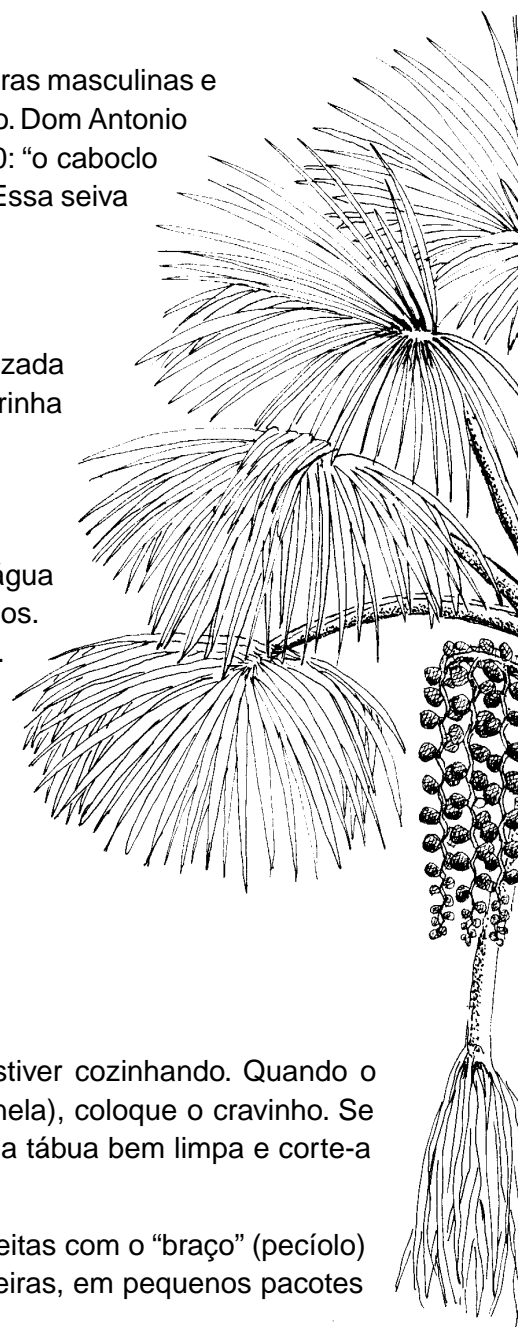 ras masculinas e
o. Dom Antonio
0: “o caboclo
Essa seiva
zada
rinha
água
os.
.
stiver cozinhando. Quando o
nela), coloque o cravinho. Se
a tábua bem limpa e corte-a
eitas com o “braço” (pecíolo)
eiras, em pequenos pacotes